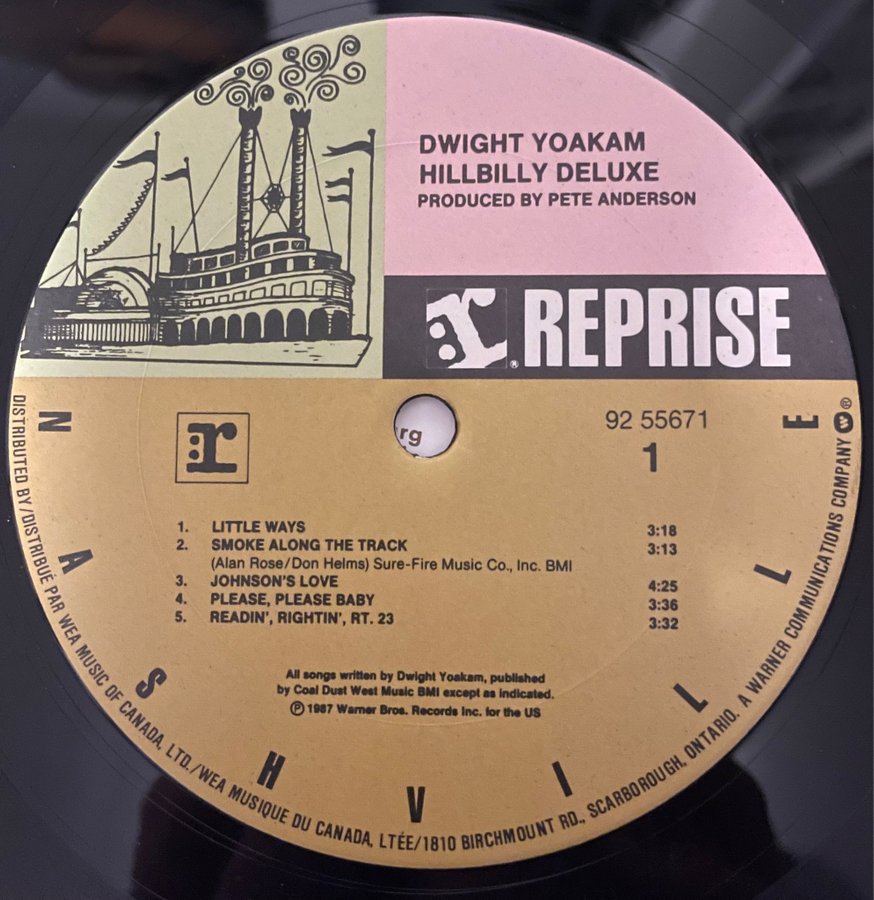 DWIGHT YOAKAM
HILLBILLY DELUXE
PRODUCED BY PETE ANDERSON
r® REPRISE
r
92 55671
1
rg
1. LITTLE WAYS 3:18
2. SMOKE ALONG THE TRACK 3:13
(Alan Rose/Don Helms) Sure-Fire Music Co., Inc. BMI
3. JOHNSON'S LOVE 4:25
4. PLEASE, PLEASE BABY 3:36
5. READIN', RIGHTIN', RT. 23 3:32
All songs written by Dwight Yoakam, published
by Coal Dust West Music BMI except as indicated.
℗ 1987 Warner Bros. Records Inc. for the US
NASHVILLE
DISTRIBUTED BY/DISTRIBUÉ PAR WEA MUSIC OF CANADA, LTD./WEA MUSIQUE DU CANADA, LTÉE/1810 BIRCHMOUNT RD., SCARBOROUGH, ONTARIO. A WARNER COMMUNICATIONS COMPANY W®